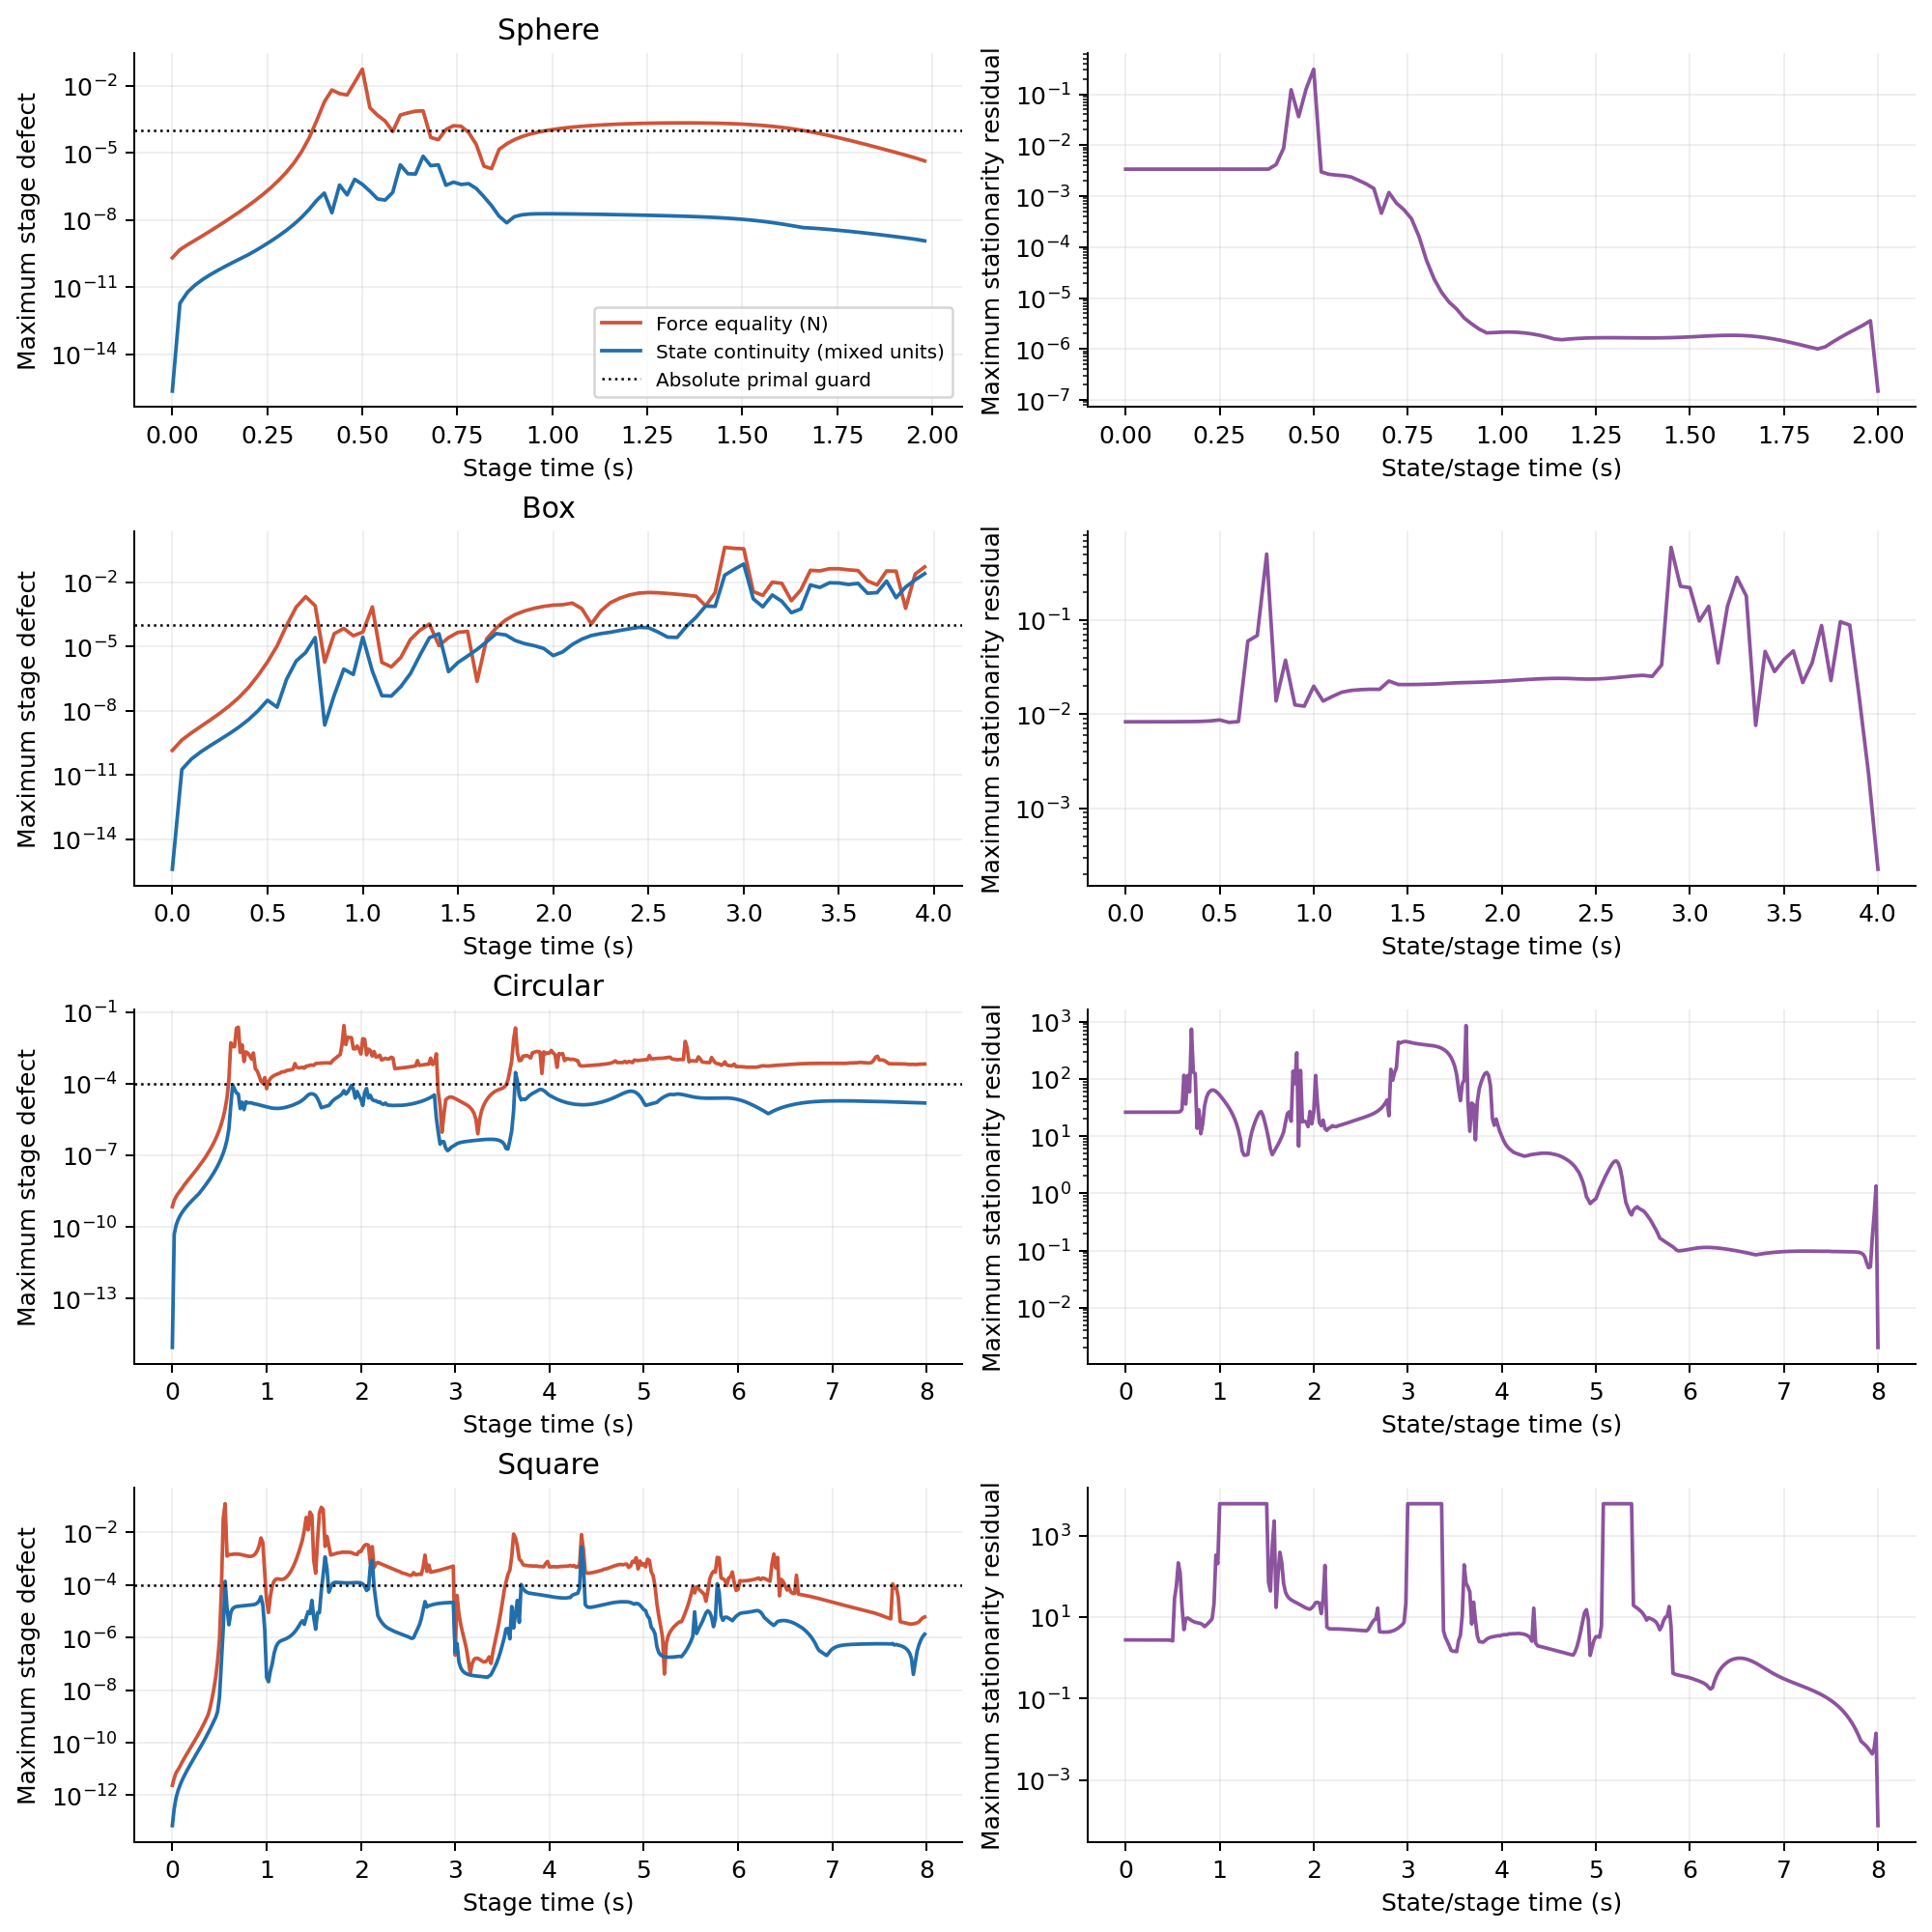 Sphere
Maximum stage defect
10⁻²
10⁻⁵
10⁻⁸
10⁻¹¹
10⁻¹⁴
Force equality (N)
State continuity (mixed units)
Absolute primal guard
0.00 0.25 0.50 0.75 1.00 1.25 1.50 1.75 2.00
Stage time (s)
Maximum stationarity residual
10⁻¹
10⁻²
10⁻³
10⁻⁴
10⁻⁵
10⁻⁶
10⁻⁷
0.00 0.25 0.50 0.75 1.00 1.25 1.50 1.75 2.00
State/stage time (s)
Box
Maximum stage defect
10⁻²
10⁻⁵
10⁻⁸
10⁻¹¹
10⁻¹⁴
0.0 0.5 1.0 1.5 2.0 2.5 3.0 3.5 4.0
Stage time (s)
Maximum stationarity residual
10⁻¹
10⁻²
10⁻³
0.0 0.5 1.0 1.5 2.0 2.5 3.0 3.5 4.0
State/stage time (s)
Circular
Maximum stage defect
10⁻¹
10⁻⁴
10⁻⁷
10⁻¹⁰
10⁻¹³
0 1 2 3 4 5 6 7 8
Stage time (s)
Maximum stationarity residual
10³
10²
10¹
10⁰
10⁻¹
10⁻²
0 1 2 3 4 5 6 7 8
State/stage time (s)
Square
Maximum stage defect
10⁻²
10⁻⁴
10⁻⁶
10⁻⁸
10⁻¹⁰
10⁻¹²
0 1 2 3 4 5 6 7 8
Stage time (s)
Maximum stationarity residual
10³
10¹
10⁻¹
10⁻³
0 1 2 3 4 5 6 7 8
State/stage time (s)